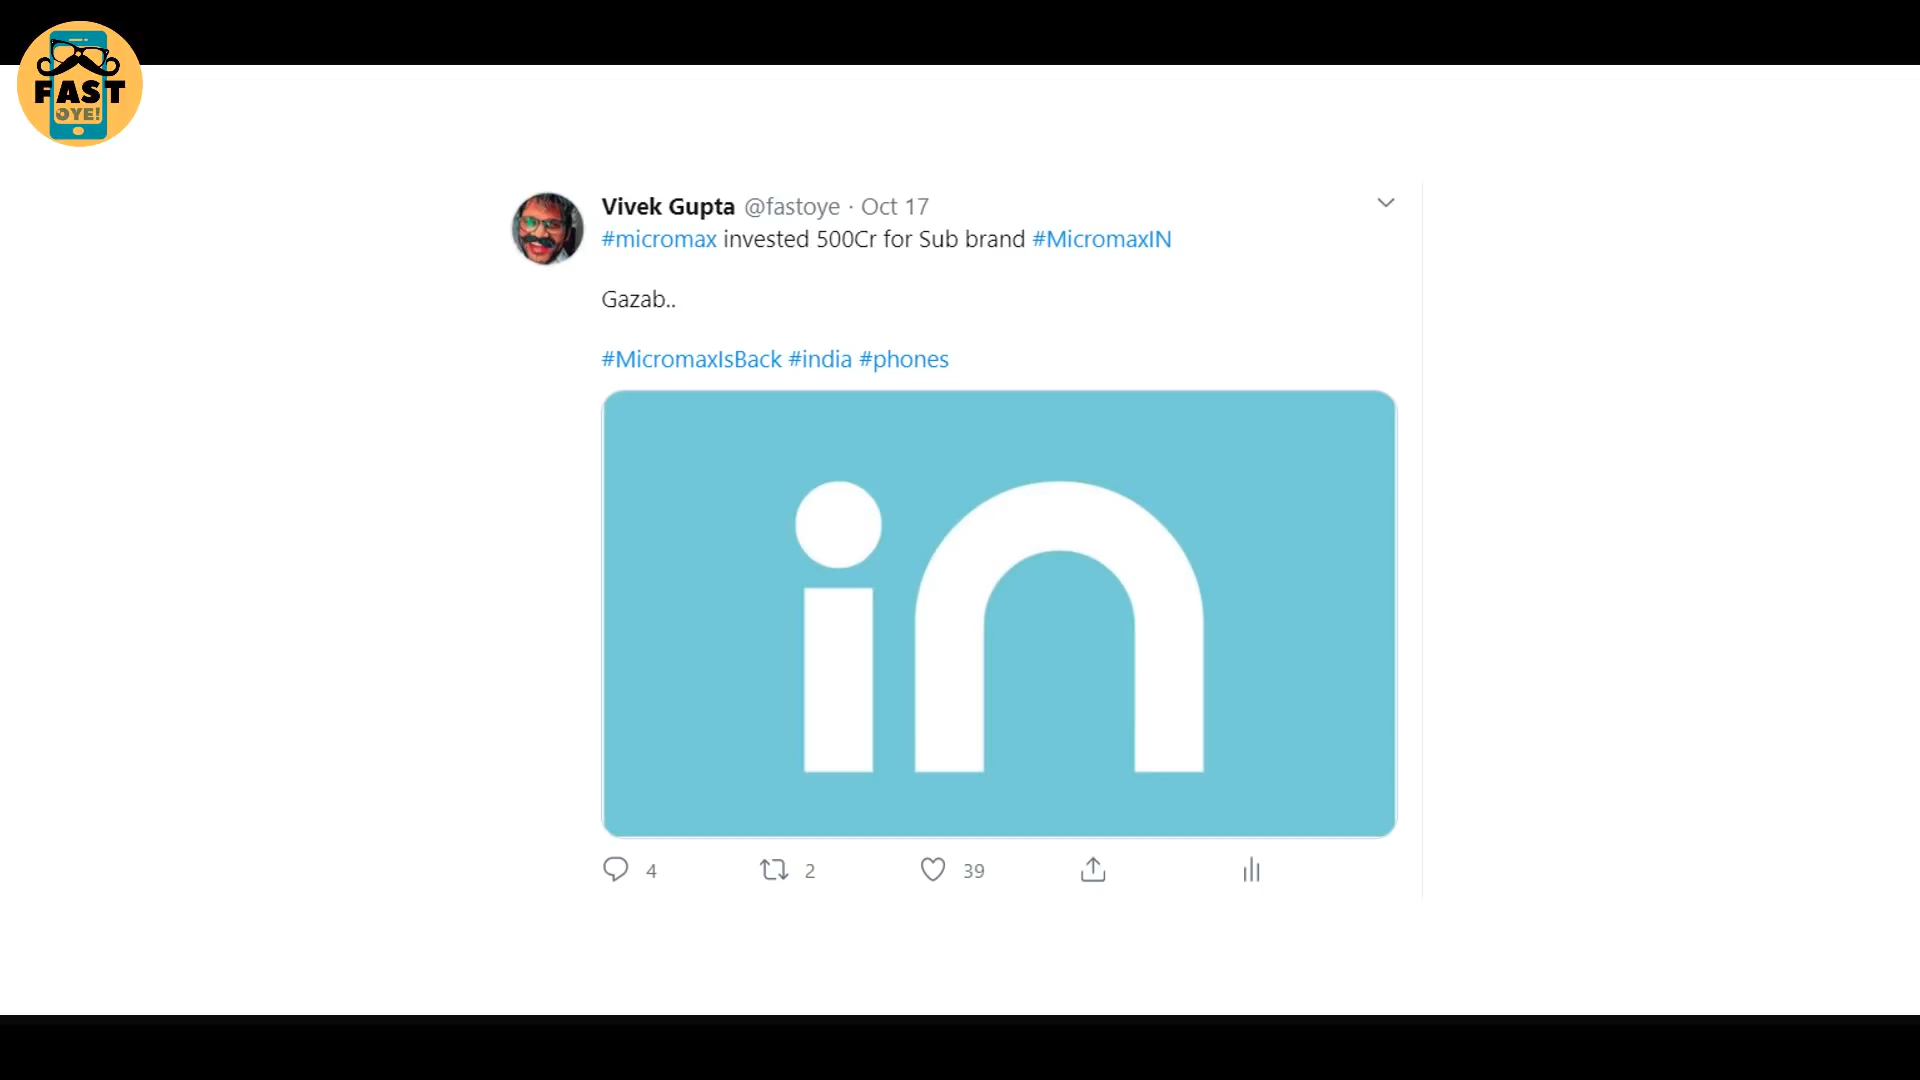 FAST
OYE!
Vivek Gupta @fastoye · Oct 17
#micromax invested 500Cr for Sub brand #MicromaxIN
Gazab..
#MicromaxIsBack #india #phones
in
4 2 39